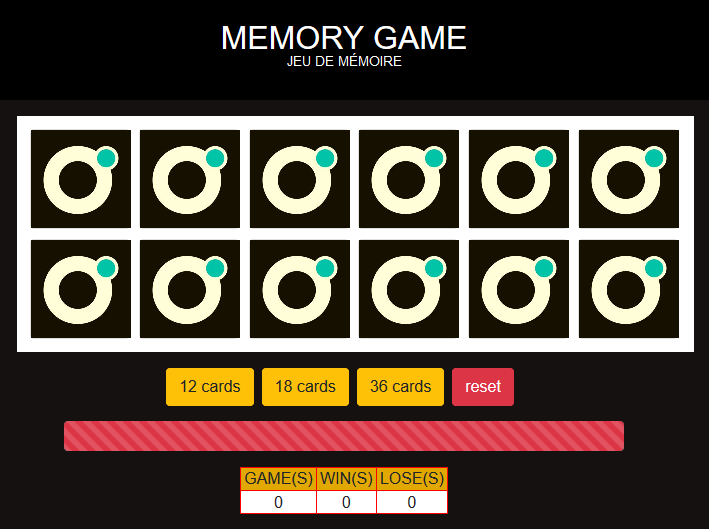 MEMORY GAME
JEU DE MÉMOIRE
12 cards 18 cards 36 cards reset
GAME(S) WIN(S) LOSE(S)
0 0 0